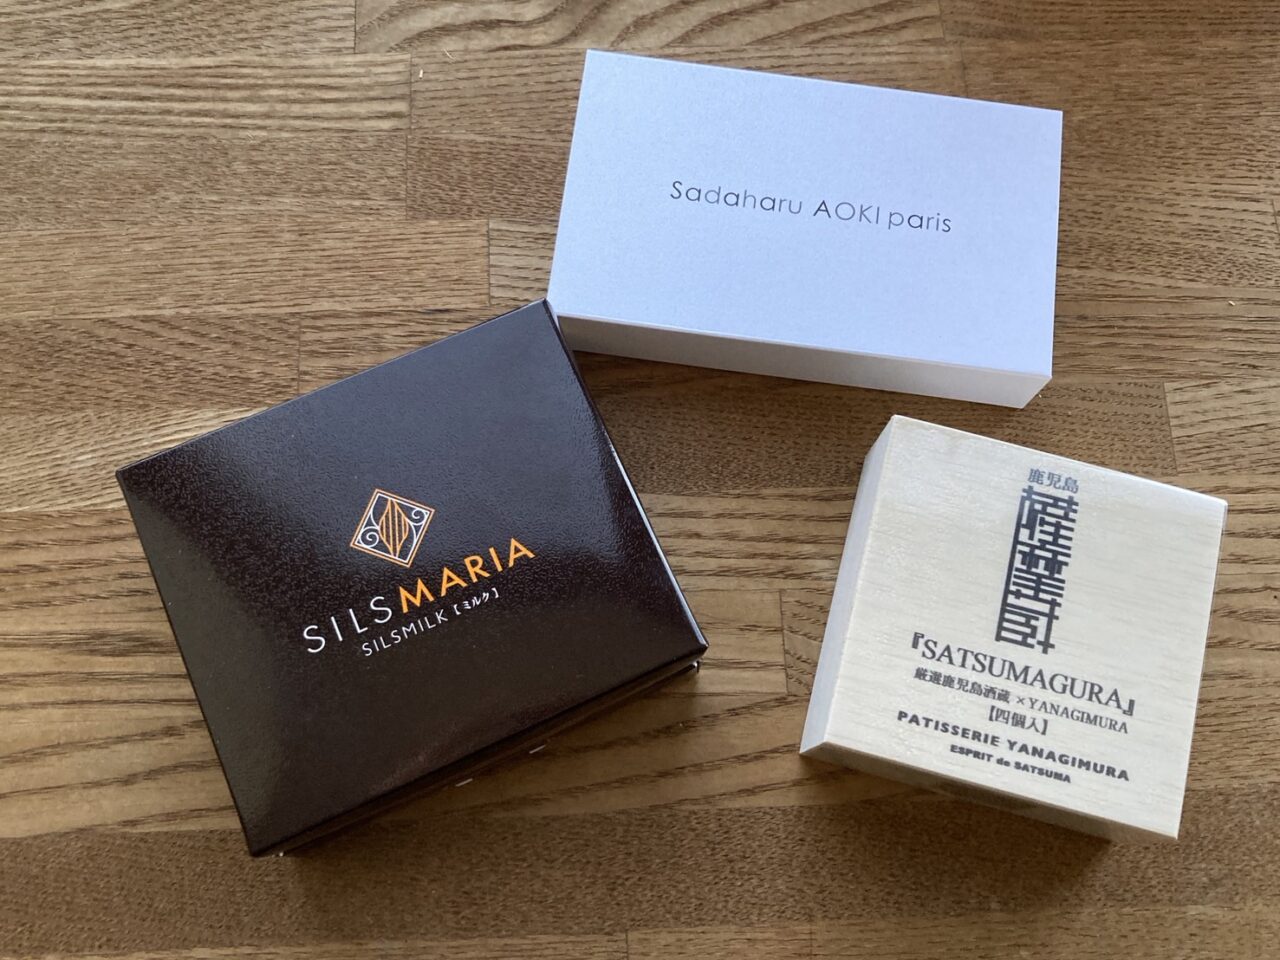 Sadaharu AOKI paris
SILSMARIA
SILSMILK【ミルク】
鹿児島
薩摩蔵
『SATSUMAGURA』
厳選鹿児島酒蔵×YANAGIMURA
【四個入】
PATISSERIE YANAGIMURA
ESPRIT de SATSUMA